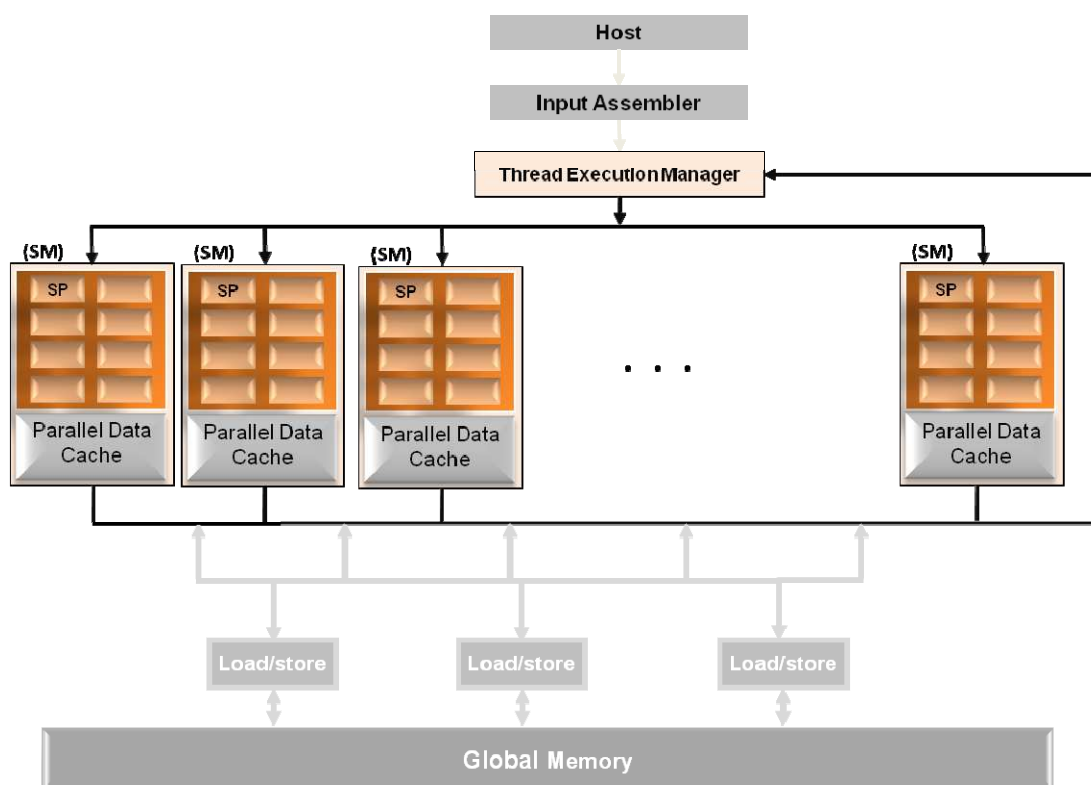 Host
Input Assembler
Thread Execution Manager
(SM)
(SM)
(SM)
(SM)
SP
SP
SP
SP
. . .
Parallel Data
Cache
Parallel Data
Cache
Parallel Data
Cache
Parallel Data
Cache
Load/store
Load/store
Load/store
Global Memory